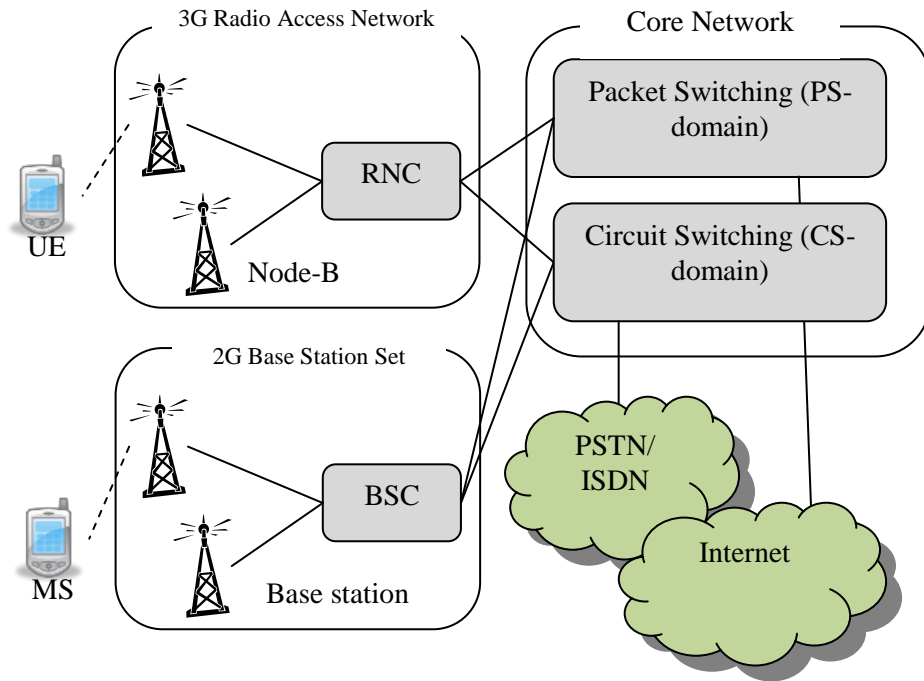 3G Radio Access Network
Core Network
Packet Switching (PS-
domain)
RNC
UE
Circuit Switching (CS-
domain)
Node-B
2G Base Station Set
PSTN/
ISDN
BSC
Internet
MS
Base station